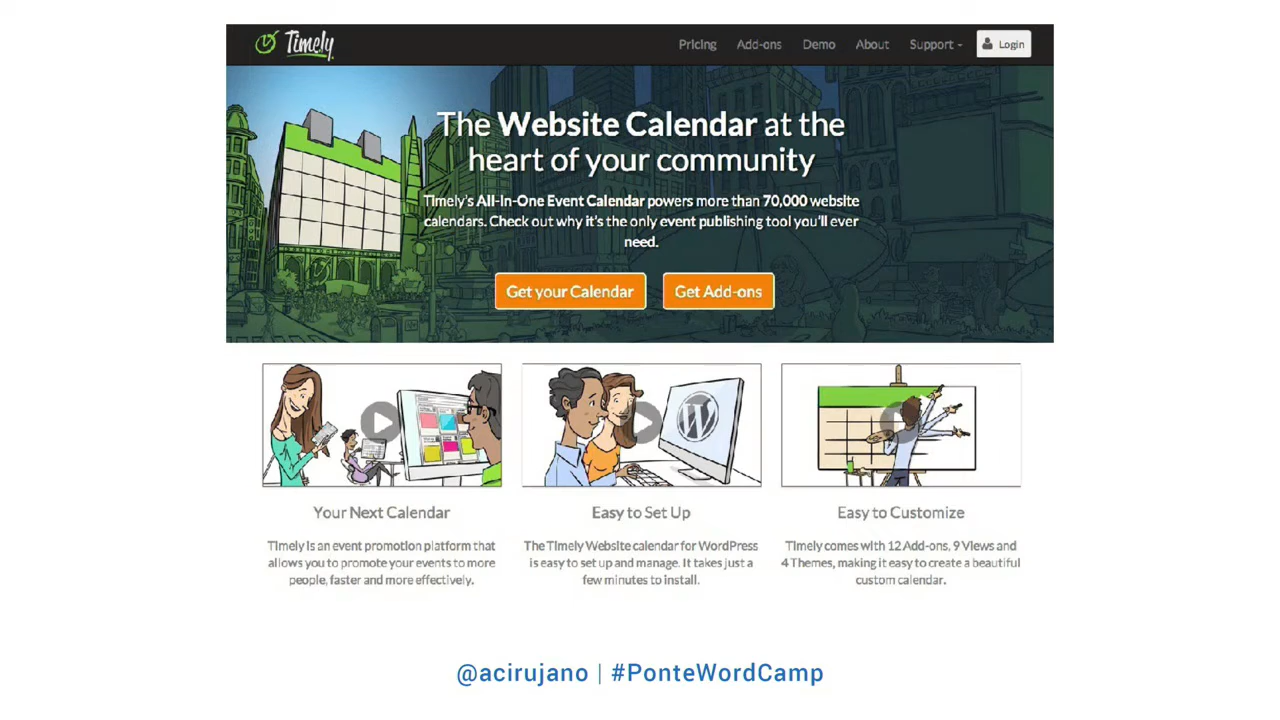 Timely
Pricing
Add-ons
Demo
About
Support
Login
The Website Calendar at the
heart of your community
Timely's All-In-One Event Calendar powers more than 70,000 website
calendars. Check out why it's the only event publishing tool you'll ever
need.
Get your Calendar
Get Add-ons
Your Next Calendar
Timely is an event promotion platform that
allows you to promote your events to more
people, faster and more effectively.
Easy to Set Up
The Timely Website calendar for WordPress
is easy to set up and manage. It takes just a
few minutes to install.
Easy to Customize
Timely comes with 12 Add-ons, 9 Views and
4 Themes, making it easy to create a beautiful
custom calendar.
@acirujano | #PonteWordCamp